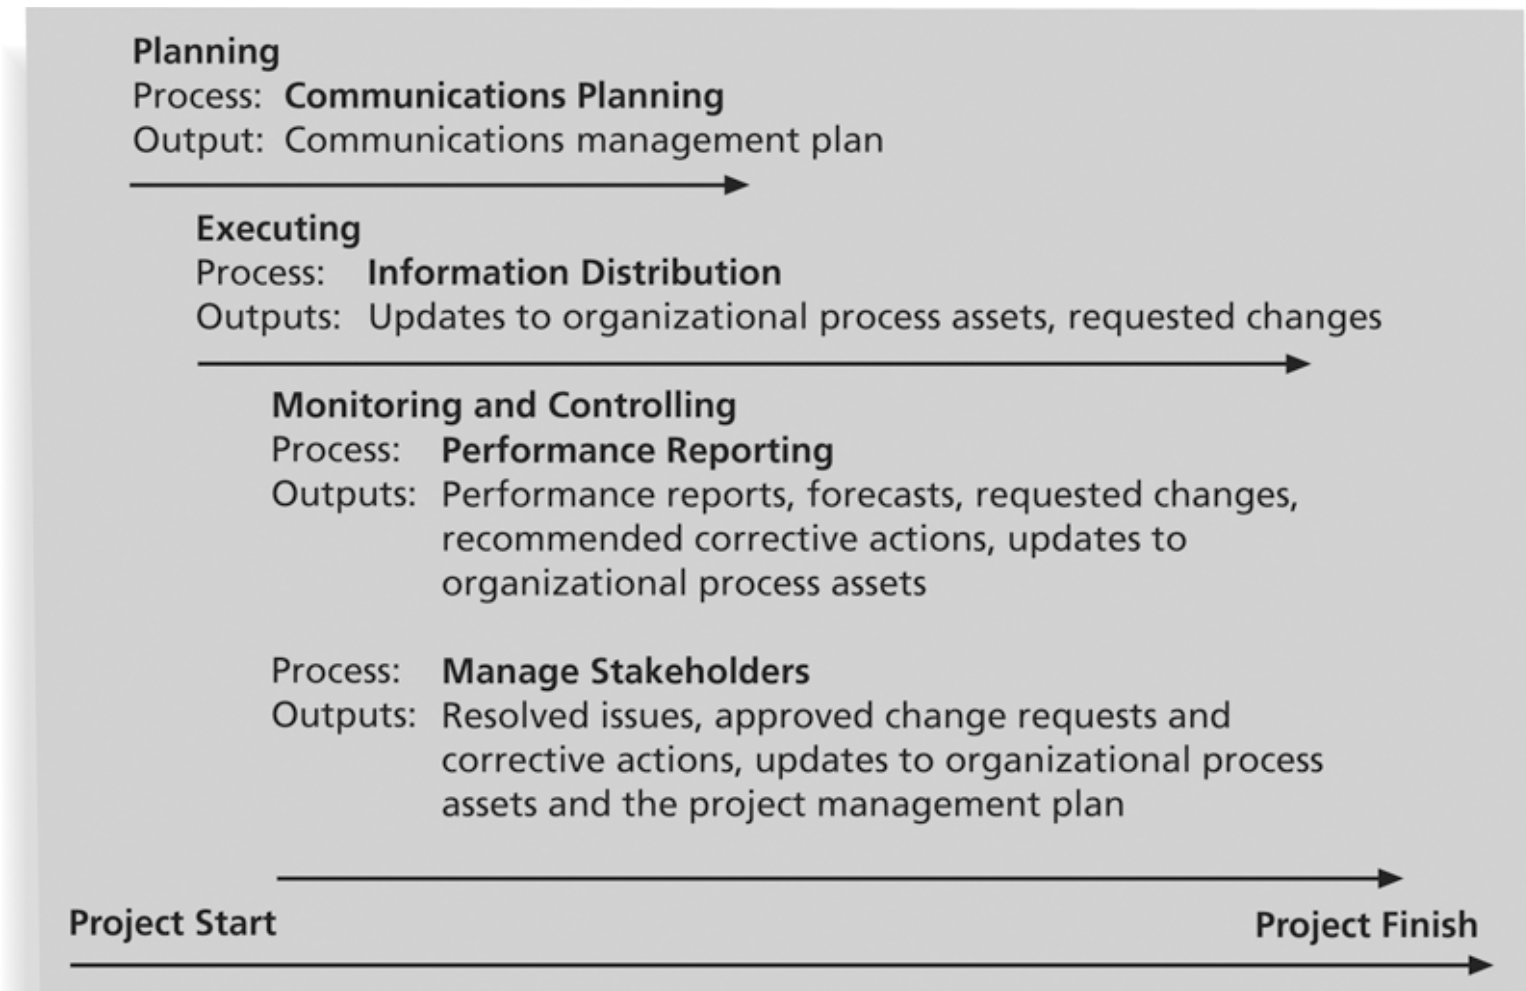 Planning
Process: Communications Planning
Output: Communications management plan
Executing
Process: Information Distribution
Outputs: Updates to organizational process assets, requested changes
Monitoring and Controlling
Process: Performance Reporting
Outputs: Performance reports, forecasts, requested changes,
recommended corrective actions, updates to
organizational process assets
Process: Manage Stakeholders
Outputs: Resolved issues, approved change requests and
corrective actions, updates to organizational process
assets and the project management plan
Project Start
Project Finish